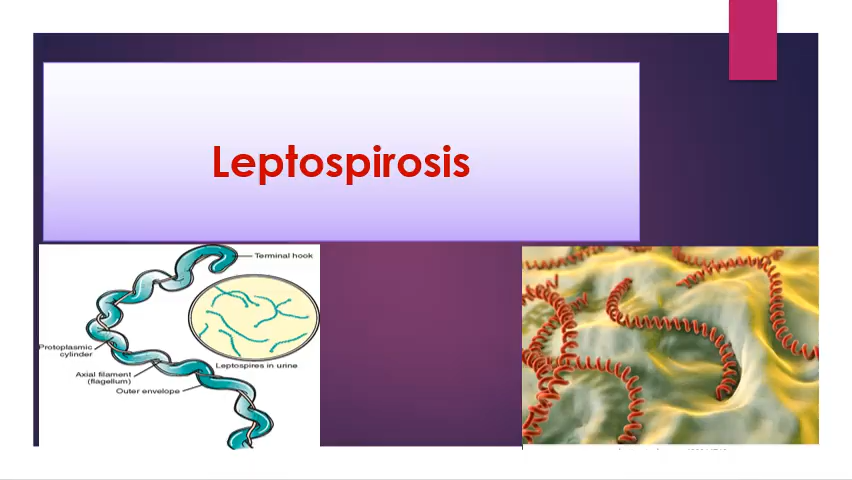 Leptospirosis
Terminal hook
Protoplasmic
cylinder
Leptospires in urine
Axial filament
(flagellum)
Outer envelope